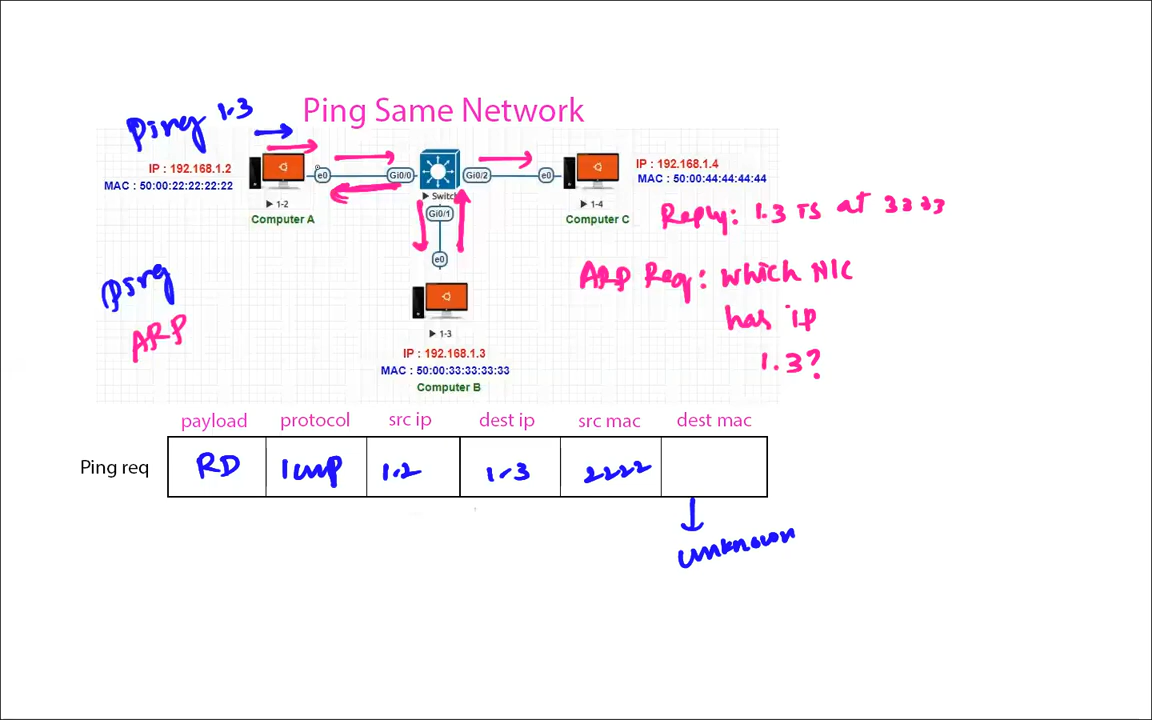 Ping Same Network
Ping 1.3
IP : 192.168.1.2
MAC : 50:00:22:22:22:22
e0
Gi0/0
Switch
Gi0/2
e0
IP : 192.168.1.4
MAC : 50:00:44:44:44:44
1-2
Computer A
Gi0/1
1-4
Computer C
Reply: 1.3 is at 3333
e0
Ping
ARP
ARP Req: which NIC
has ip
1.3?
1-3
IP : 192.168.1.3
MAC : 50:00:33:33:33:33
Computer B
payload protocol src ip dest ip src mac dest mac
Ping req RD ICMP 1.2 1.3 2222
unknown